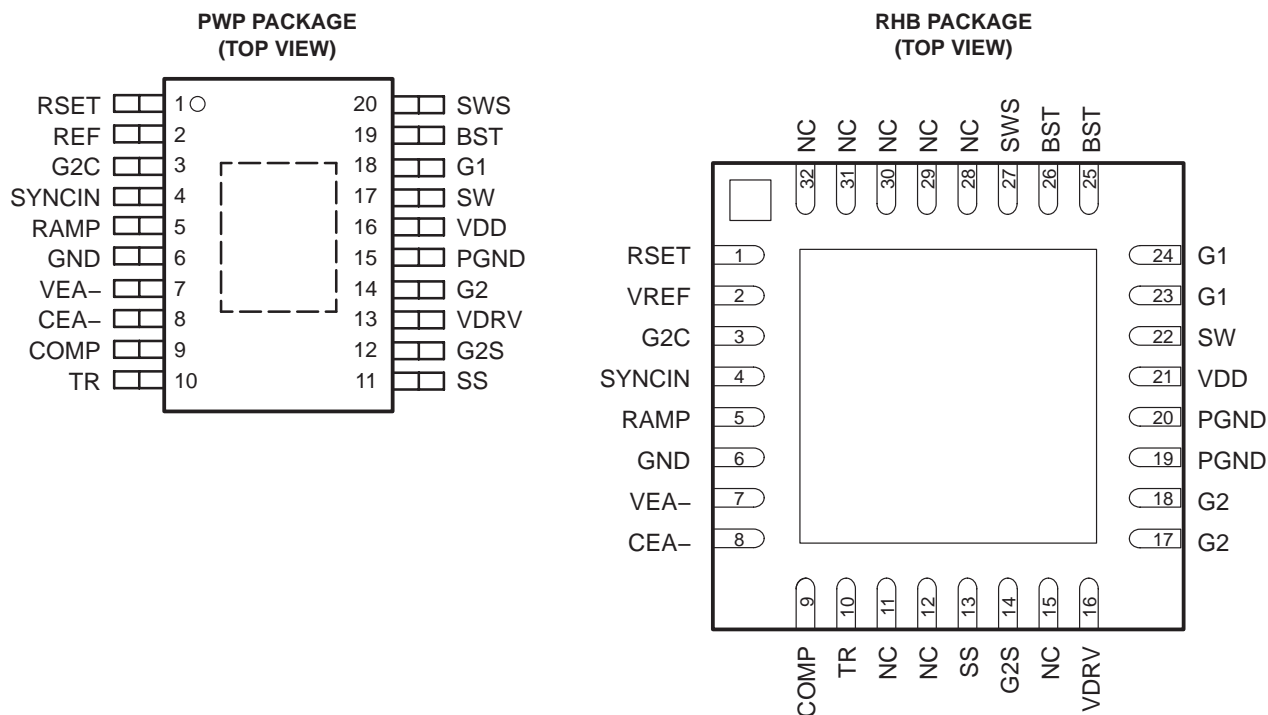 PWP PACKAGE
(TOP VIEW)
RSET 1 20 SWS
REF 2 19 BST
G2C 3 18 G1
SYNCIN 4 17 SW
RAMP 5 16 VDD
GND 6 15 PGND
VEA– 7 14 G2
CEA– 8 13 VDRV
COMP 9 12 G2S
TR 10 11 SS
RHB PACKAGE
(TOP VIEW)
NC NC NC NC NC SWS BST BST
32 31 30 29 28 27 26 25
RSET 1 24 G1
VREF 2 23 G1
G2C 3 22 SW
SYNCIN 4 21 VDD
RAMP 5 20 PGND
GND 6 19 PGND
VEA– 7 18 G2
CEA– 8 17 G2
9 10 11 12 13 14 15 16
COMP TR NC NC SS G2S NC VDRV